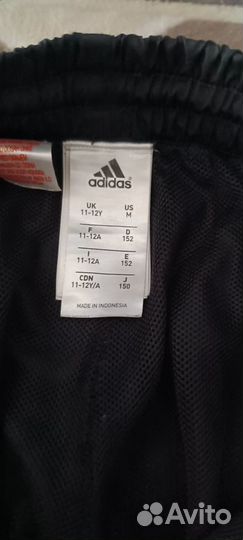 adidas
UK US
11-12Y M
F D
11-12A 152
I E
11-12A 152
CDN J
11-12Y/A 150
MADE IN INDONESIA
Avito